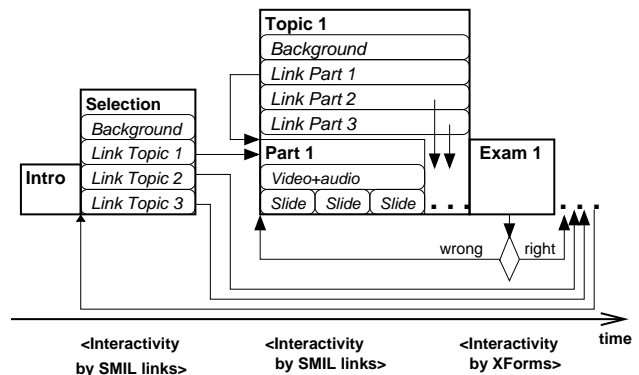 Topic 1
Background
Link Part 1
Link Part 2
Link Part 3
Selection
Background
Link Topic 1
Link Topic 2
Link Topic 3
Intro
Part 1
Video+audio
Slide Slide Slide
...
Exam 1
...
wrong right
time
<Interactivity
by SMIL links>
<Interactivity
by SMIL links>
<Interactivity
by XForms>